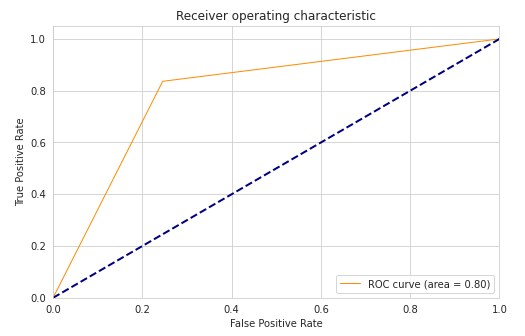 Receiver operating characteristic
True Positive Rate
1.0
0.8
0.6
0.4
0.2
0.0
ROC curve (area = 0.80)
0.0 0.2 0.4 0.6 0.8 1.0
False Positive Rate